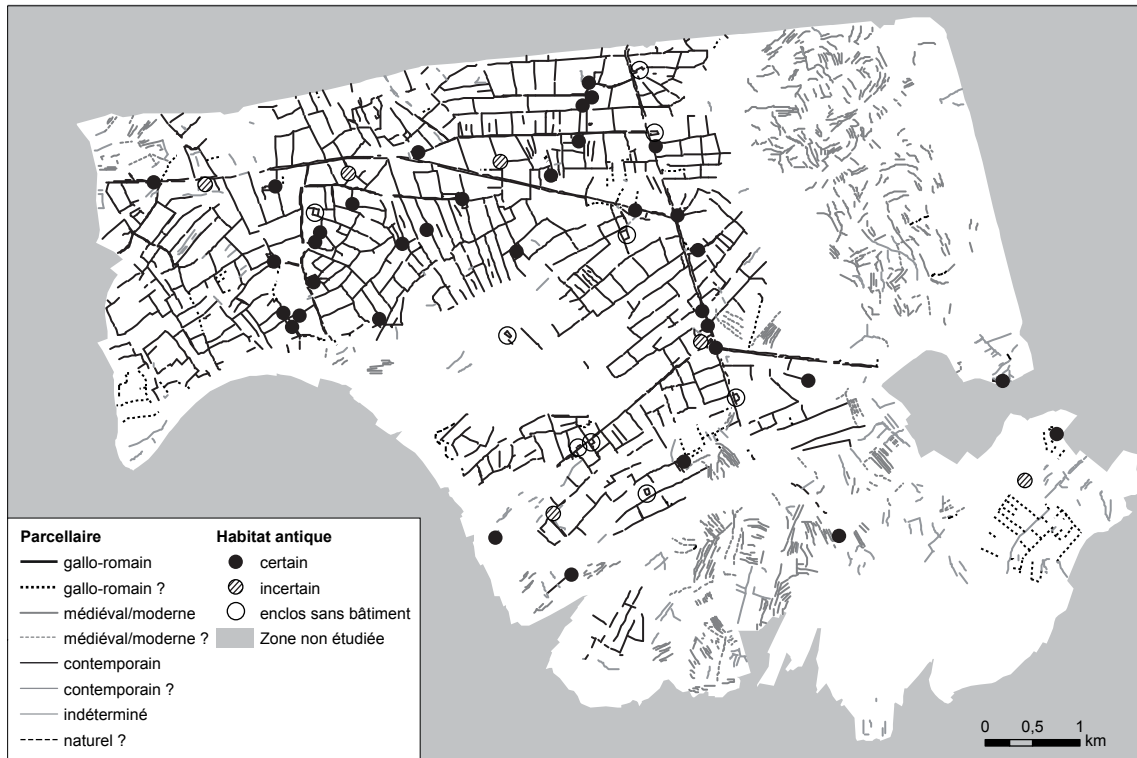 Parcellaire
gallo-romain
gallo-romain ?
médiéval/moderne
médiéval/moderne ?
contemporain
contemporain ?
indéterminé
naturel ?
Habitat antique
certain
incertain
enclos sans bâtiment
Zone non étudiée
0 0,5 1
km